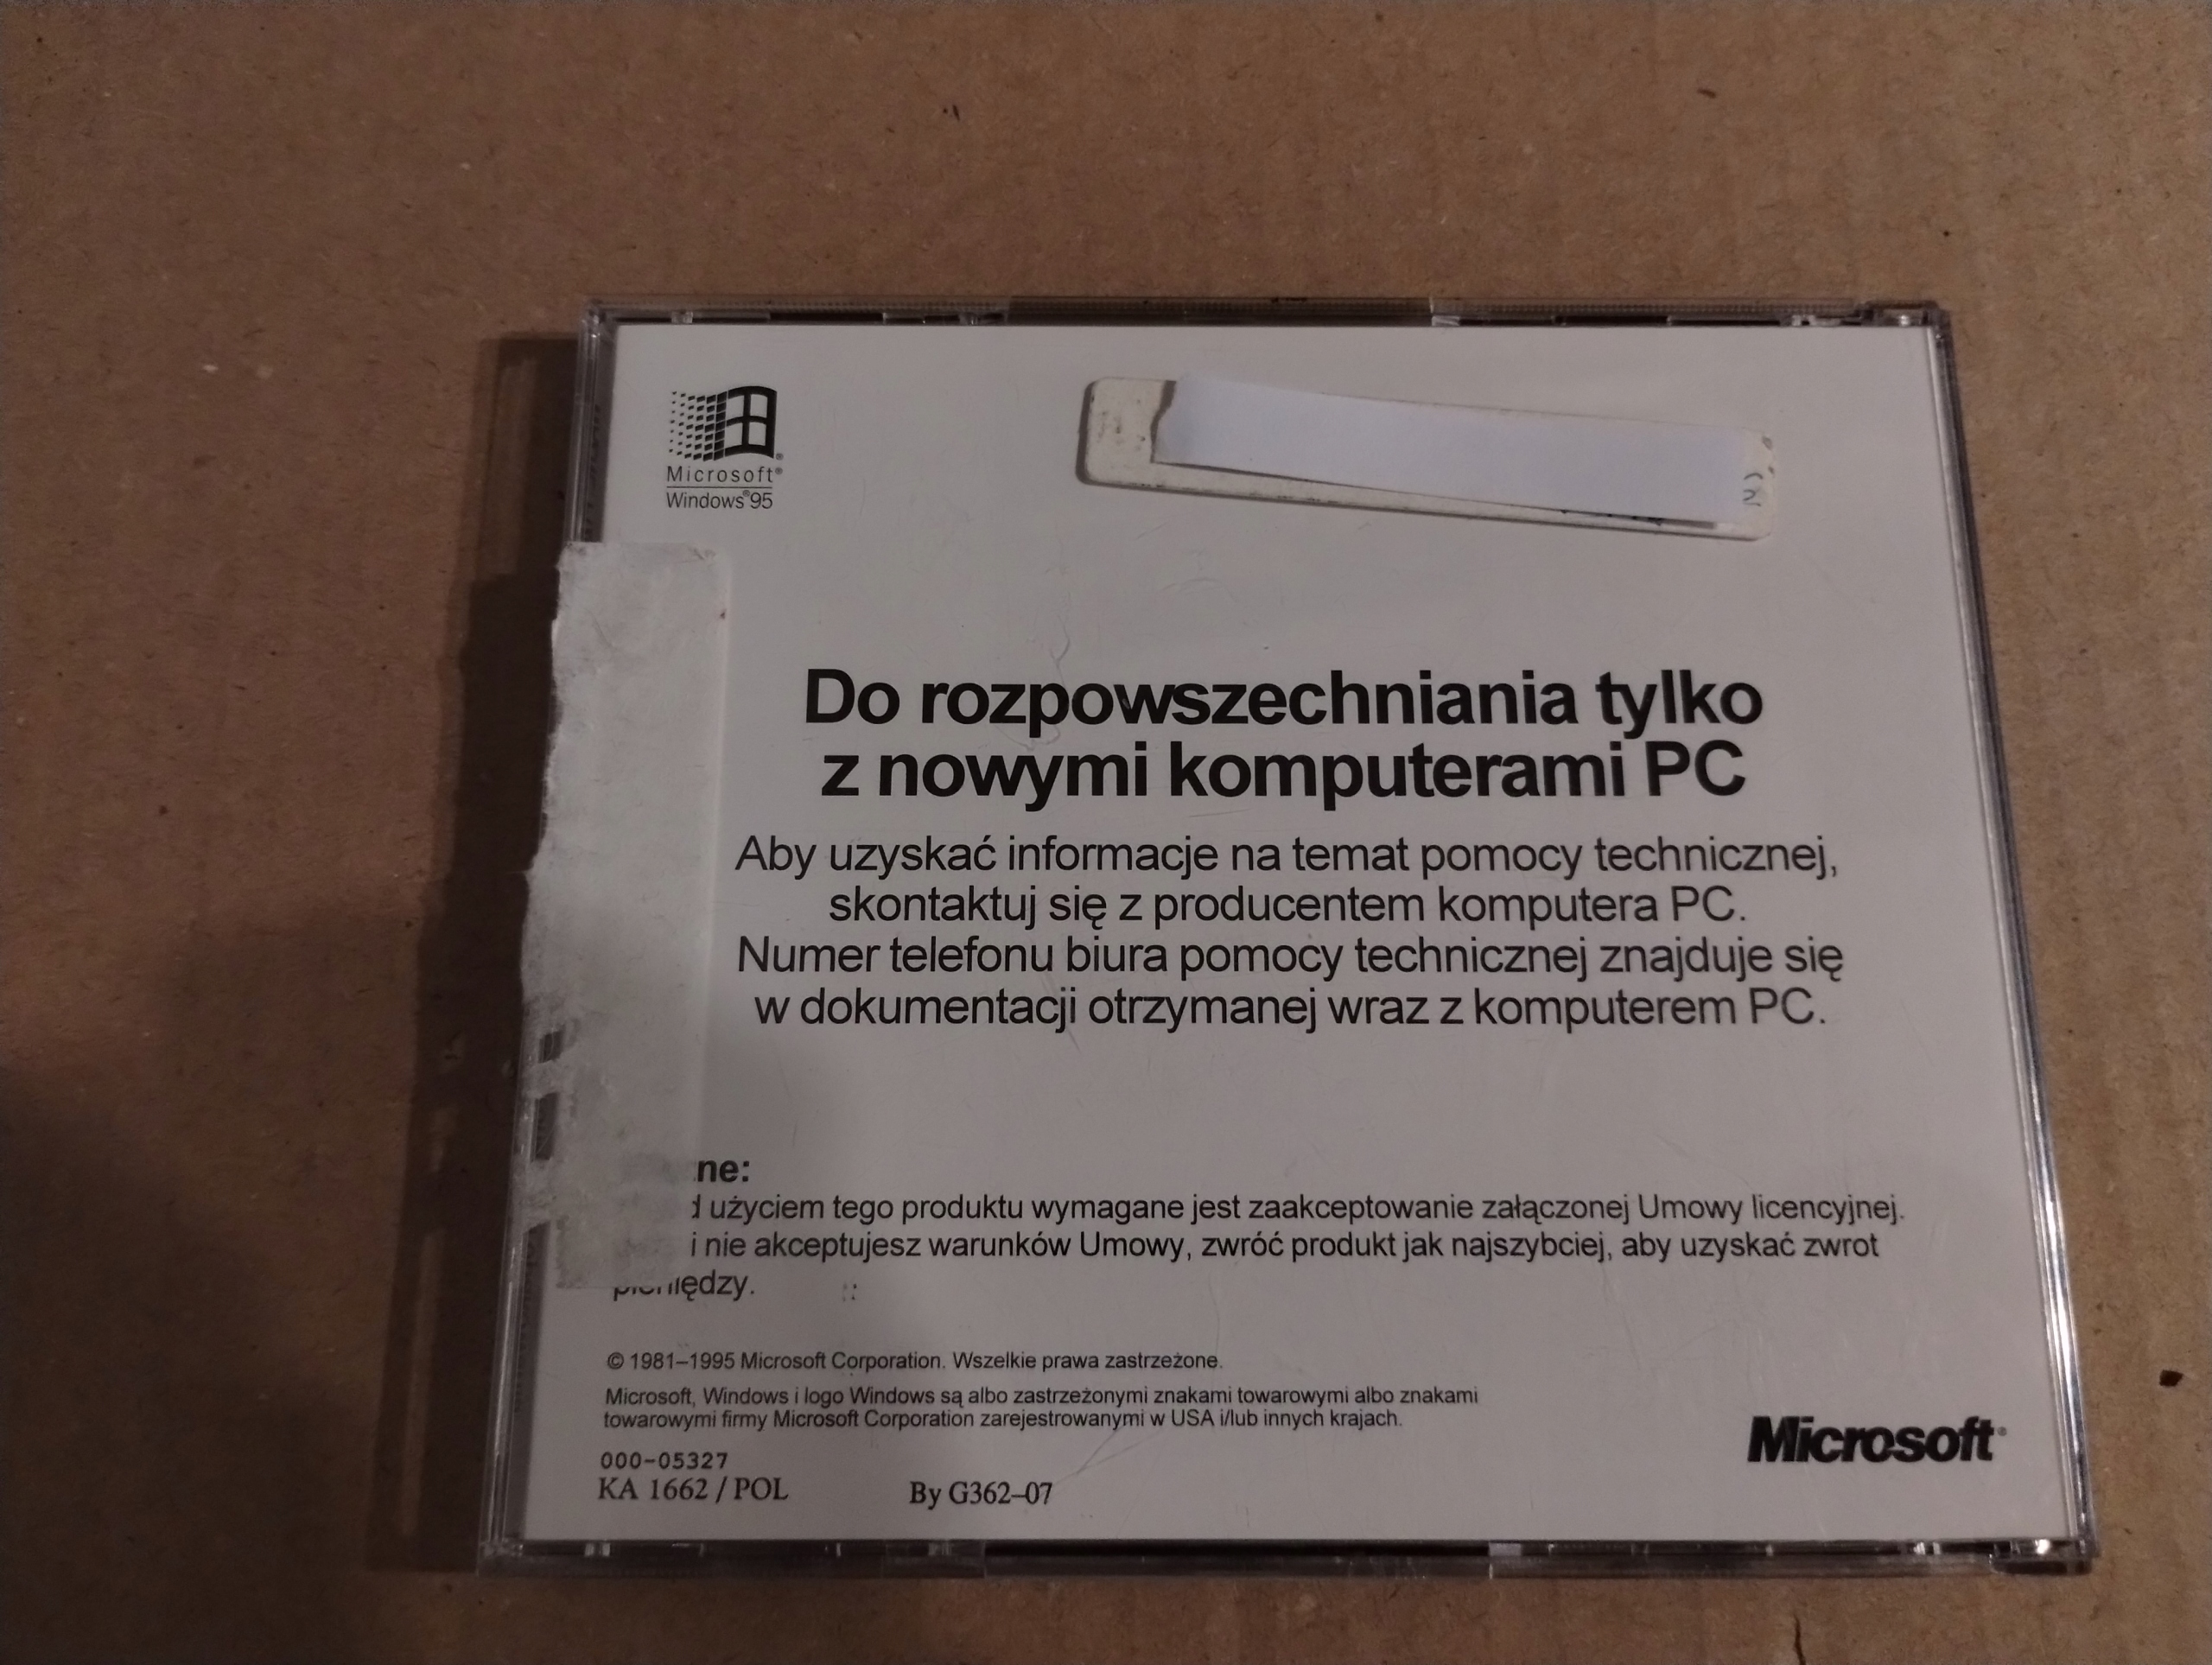 Microsoft®
Windows®95
Do rozpowszechniania tylko
z nowymi komputerami PC
Aby uzyskać informacje na temat pomocy technicznej,
skontaktuj się z producentem komputera PC.
Numer telefonu biura pomocy technicznej znajduje się
w dokumentacji otrzymanej wraz z komputerem PC.
ne:
użyciem tego produktu wymagane jest zaakceptowanie załączonej Umowy licencyjnej.
i nie akceptujesz warunków Umowy, zwróć produkt jak najszybciej, aby uzyskać zwrot
pieniędzy.
© 1981–1995 Microsoft Corporation. Wszelkie prawa zastrzeżone.
Microsoft, Windows i logo Windows są albo zastrzeżonymi znakami towarowymi albo znakami
towarowymi firmy Microsoft Corporation zarejestrowanymi w USA i/lub innych krajach.
000-05327
KA 1662 / POL By G362–07
Microsoft®